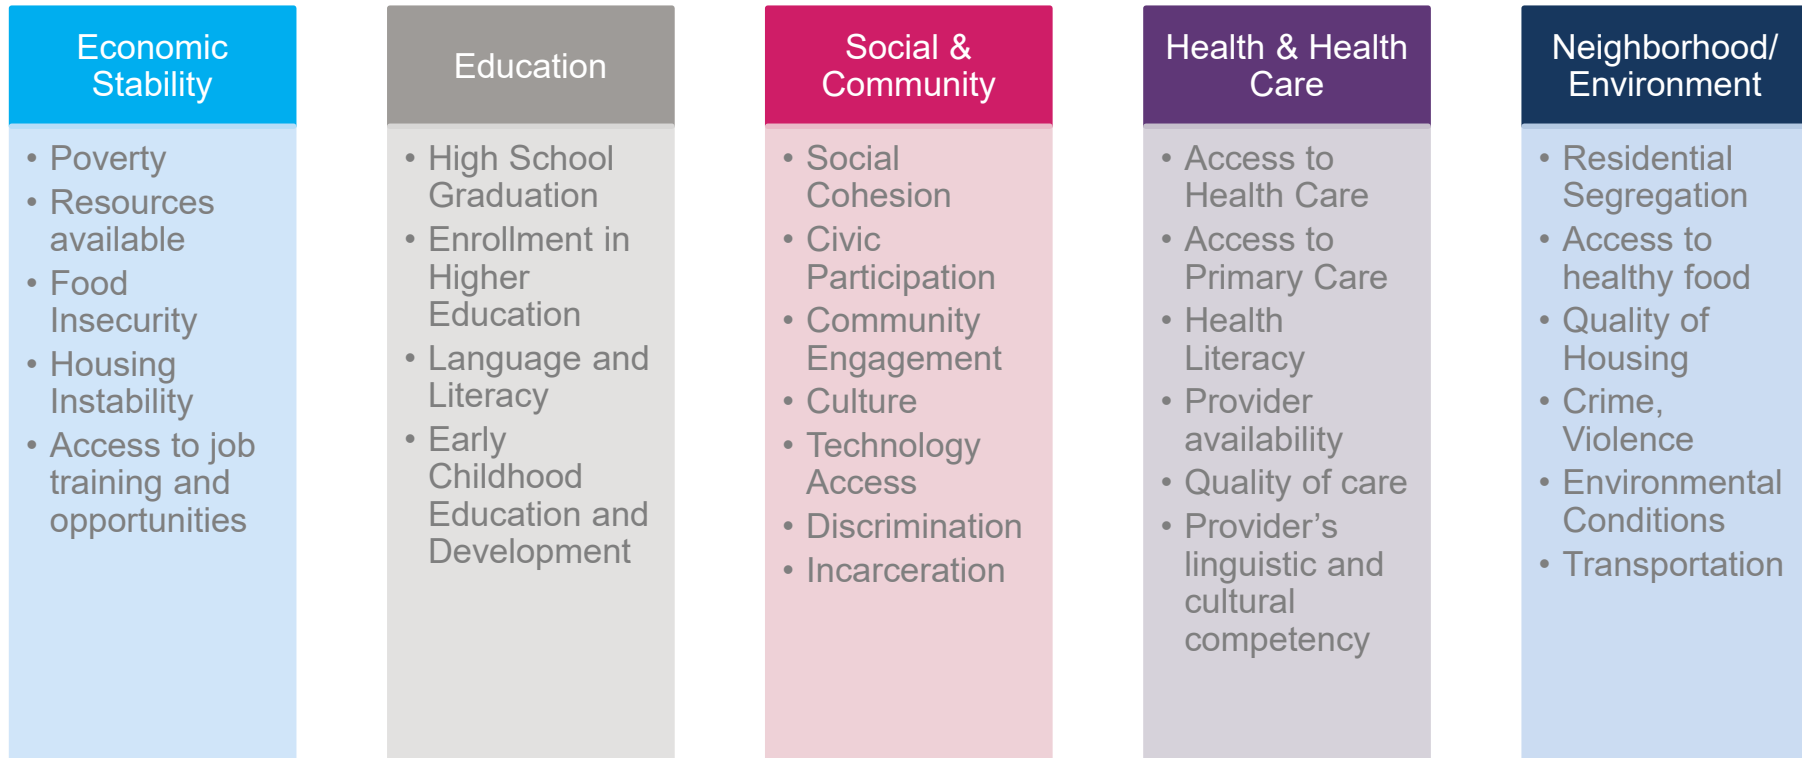 Economic
Stability
• Poverty
• Resources
available
• Food
Insecurity
• Housing
Instability
• Access to job
training and
opportunities
Education
• High School
Graduation
• Enrollment in
Higher
Education
• Language and
Literacy
• Early
Childhood
Education and
Development
Social &
Community
• Social
Cohesion
• Civic
Participation
• Community
Engagement
• Culture
• Technology
Access
• Discrimination
• Incarceration
Health & Health
Care
• Access to
Health Care
• Access to
Primary Care
• Health
Literacy
• Provider
availability
• Quality of care
• Provider’s
linguistic and
cultural
competency
Neighborhood/
Environment
• Residential
Segregation
• Access to
healthy food
• Quality of
Housing
• Crime,
Violence
• Environmental
Conditions
• Transportation